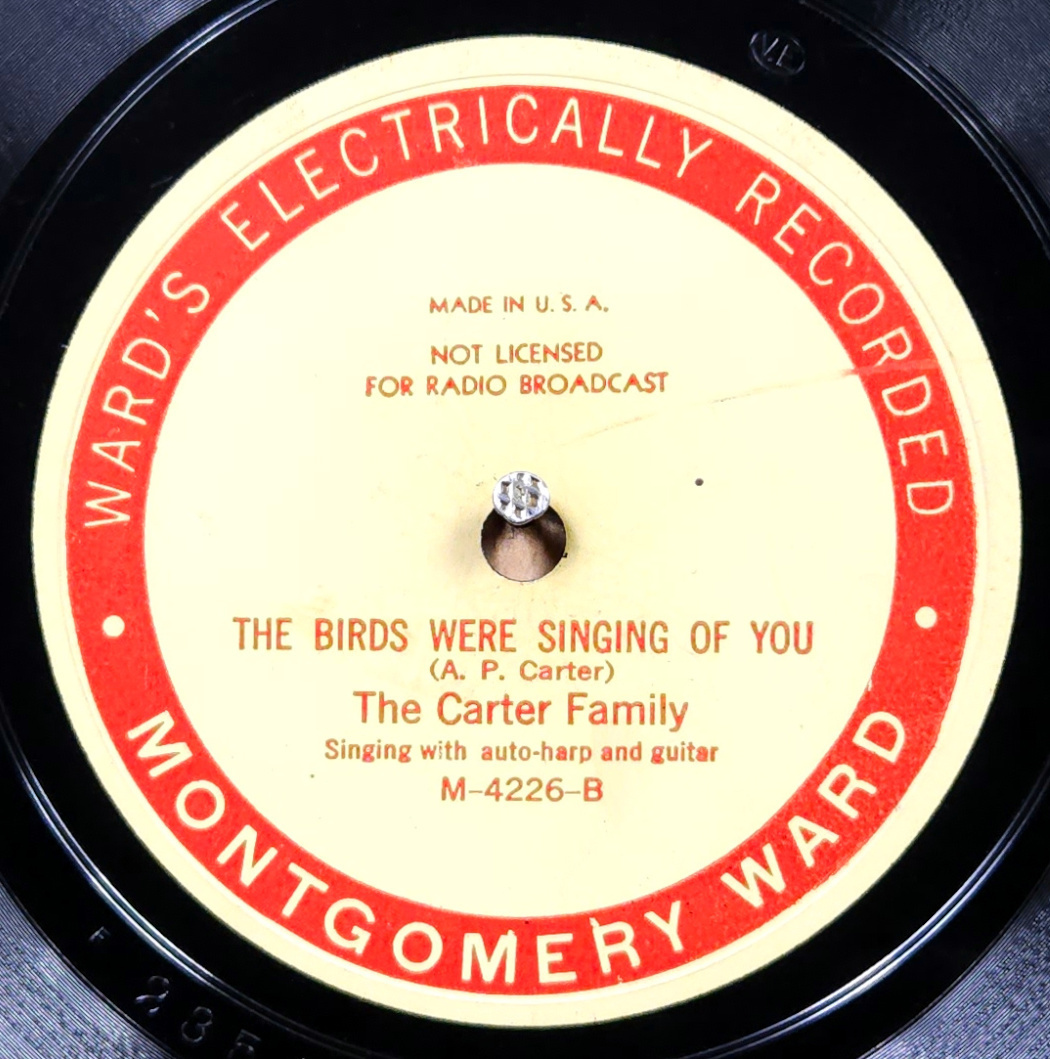 VE
WARD'S ELECTRICALLY RECORDED
MADE IN U. S. A.
NOT LICENSED
FOR RADIO BROADCAST
THE BIRDS WERE SINGING OF YOU
(A. P. Carter)
The Carter Family
Singing with auto-harp and guitar
M-4226-B
MONTGOMERY WARD
F